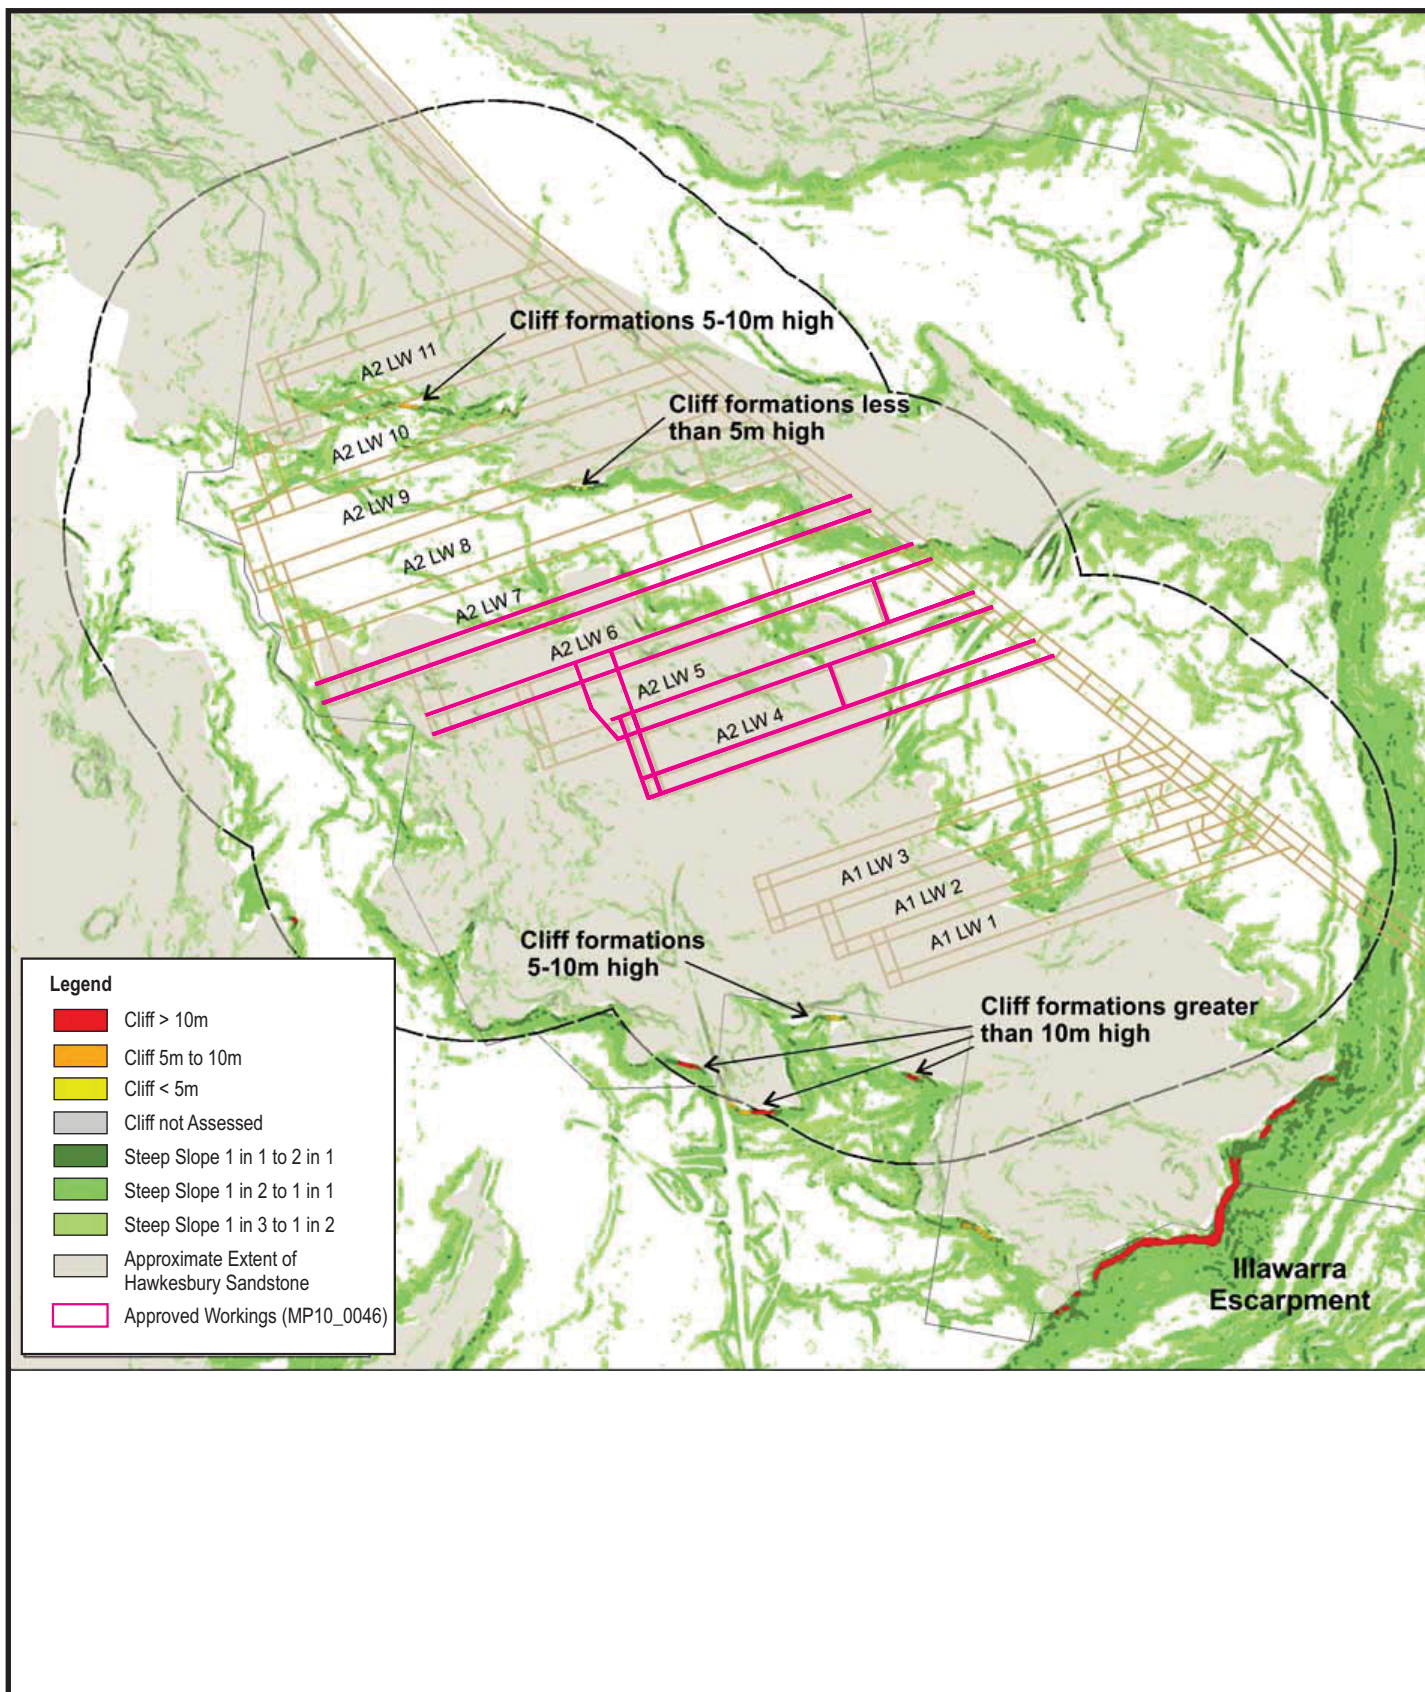 Cliff formations 5-10m high
A2 LW 11
Cliff formations less
than 5m high
A2 LW 10
A2 LW 9
A2 LW 8
A2 LW 7
A2 LW 6
A2 LW 5
A2 LW 4
A1 LW 3
A1 LW 2
A1 LW 1
Cliff formations
5-10m high
Cliff formations greater
than 10m high
Illawarra
Escarpment
Legend
Cliff > 10m
Cliff 5m to 10m
Cliff < 5m
Cliff not Assessed
Steep Slope 1 in 1 to 2 in 1
Steep Slope 1 in 2 to 1 in 1
Steep Slope 1 in 3 to 1 in 2
Approximate Extent of
Hawkesbury Sandstone
Approved Workings (MP10_0046)